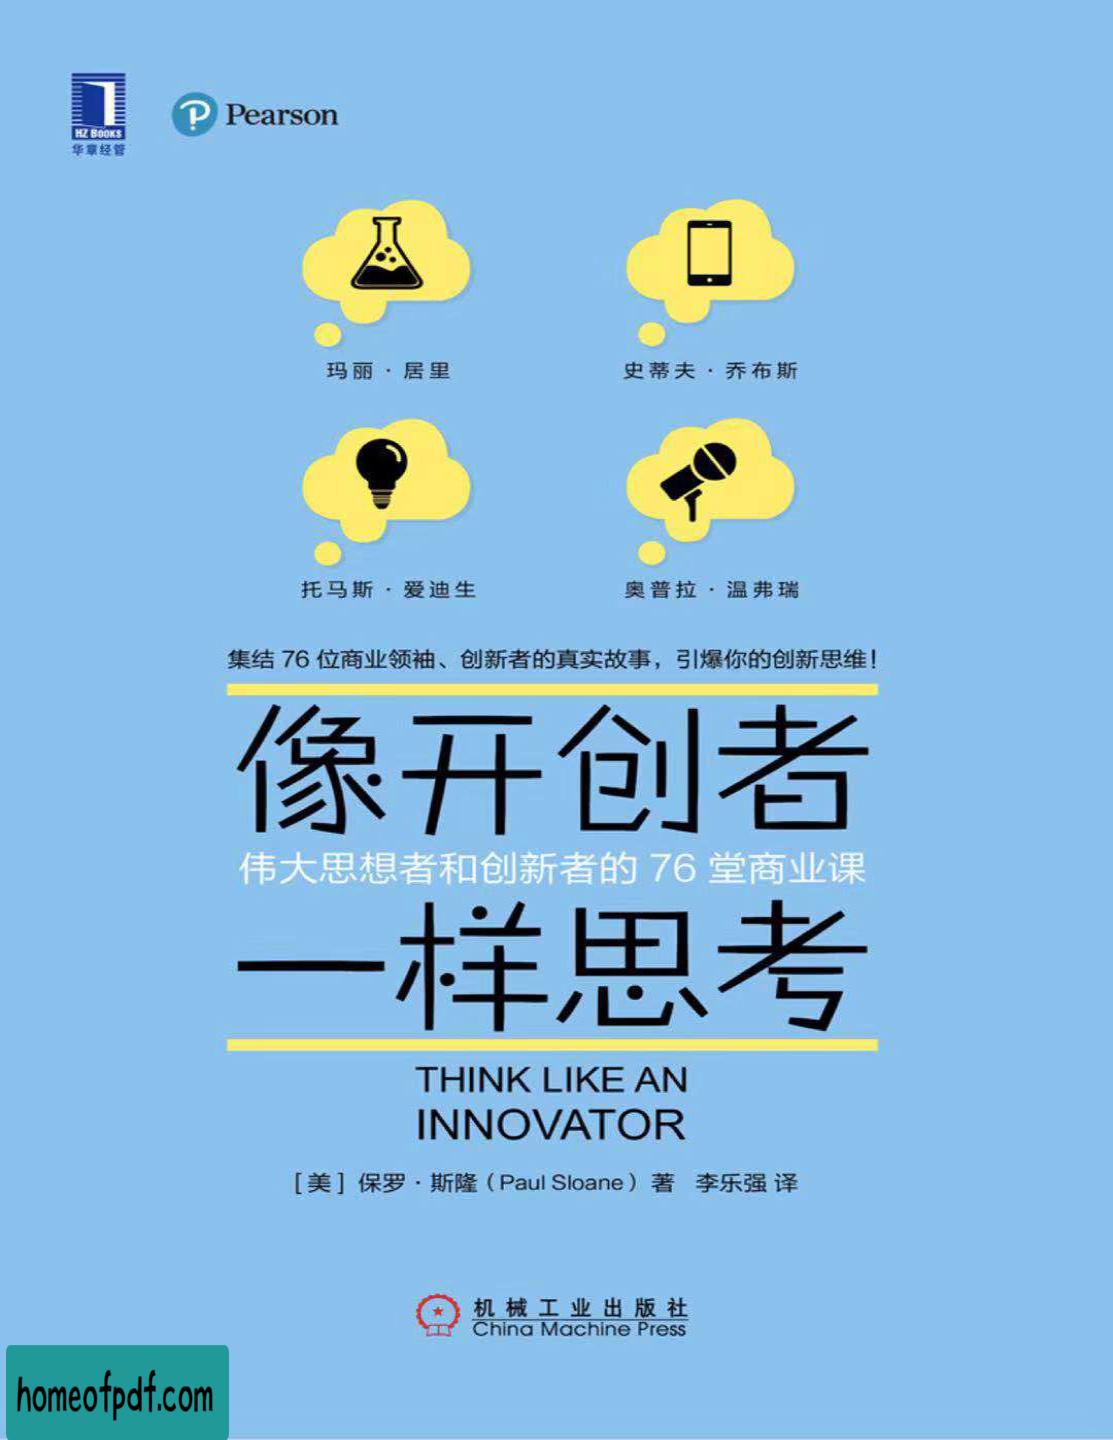 HZ BOOKS
华章经管
Pearson
玛丽·居里
史蒂夫·乔布斯
托马斯·爱迪生
奥普拉·温弗瑞
集结 76 位商业领袖、创新者的真实故事，引爆你的创新思维！
像开创者
伟大思想者和创新者的 76 堂商业课
一样思考
THINK LIKE AN
INNOVATOR
［美］保罗·斯隆（Paul Sloane）著 李乐强 译
机械工业出版社
China Machine Press
homeofpdf.com